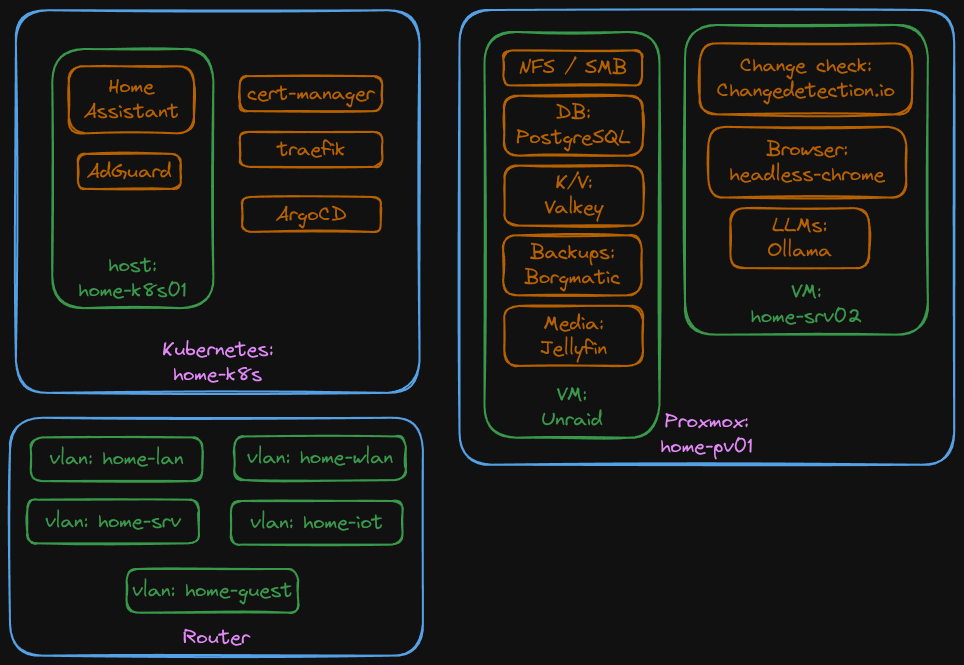 Home
Assistant
AdGuard
host:
home-k8s01
cert-manager
traefik
ArgoCD
Kubernetes:
home-k8s
NFS / SMB
DB:
PostgreSQL
K/V:
Valkey
Backups:
Borgmatic
Media:
Jellyfin
VM:
Unraid
Change check:
Changedetection.io
Browser:
headless-chrome
LLMs:
Ollama
VM:
home-srv02
Proxmox:
home-pv01
vlan: home-lan
vlan: home-wlan
vlan: home-srv
vlan: home-iot
vlan: home-guest
Router